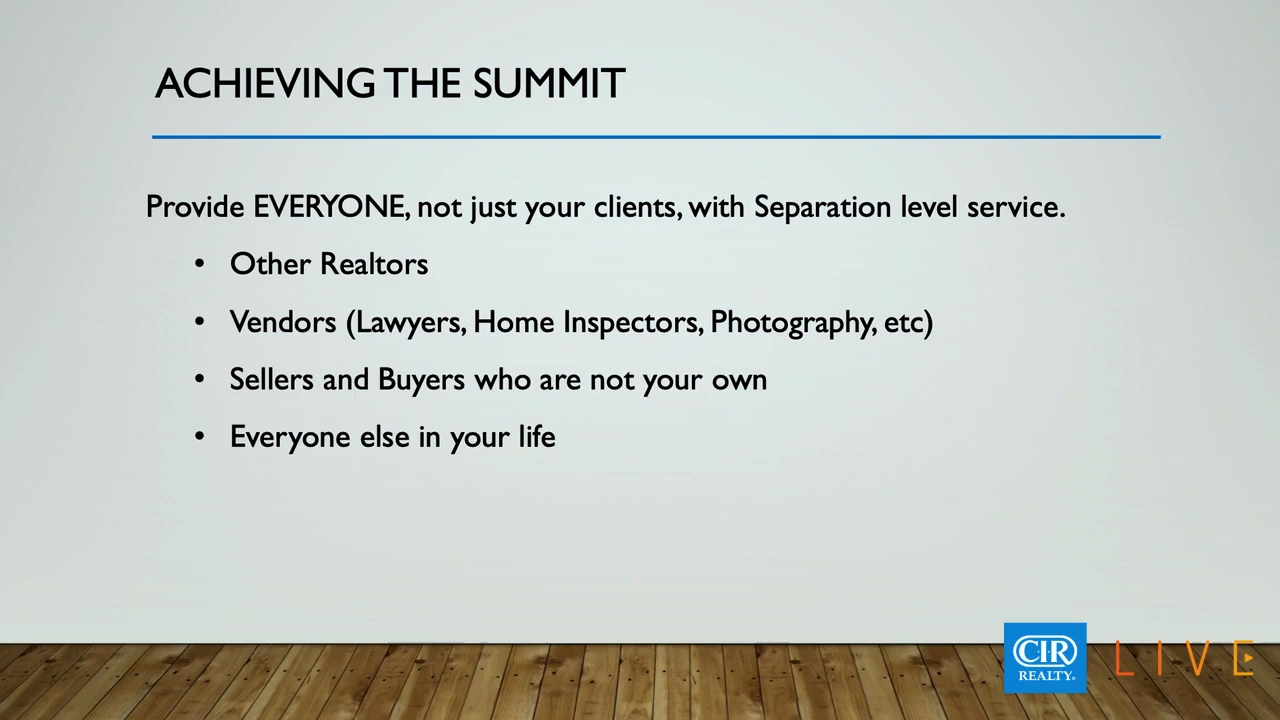 ACHIEVING THE SUMMIT
Provide EVERYONE, not just your clients, with Separation level service.
• Other Realtors
• Vendors (Lawyers, Home Inspectors, Photography, etc)
• Sellers and Buyers who are not your own
• Everyone else in your life
CIR
REALTY
LIVE